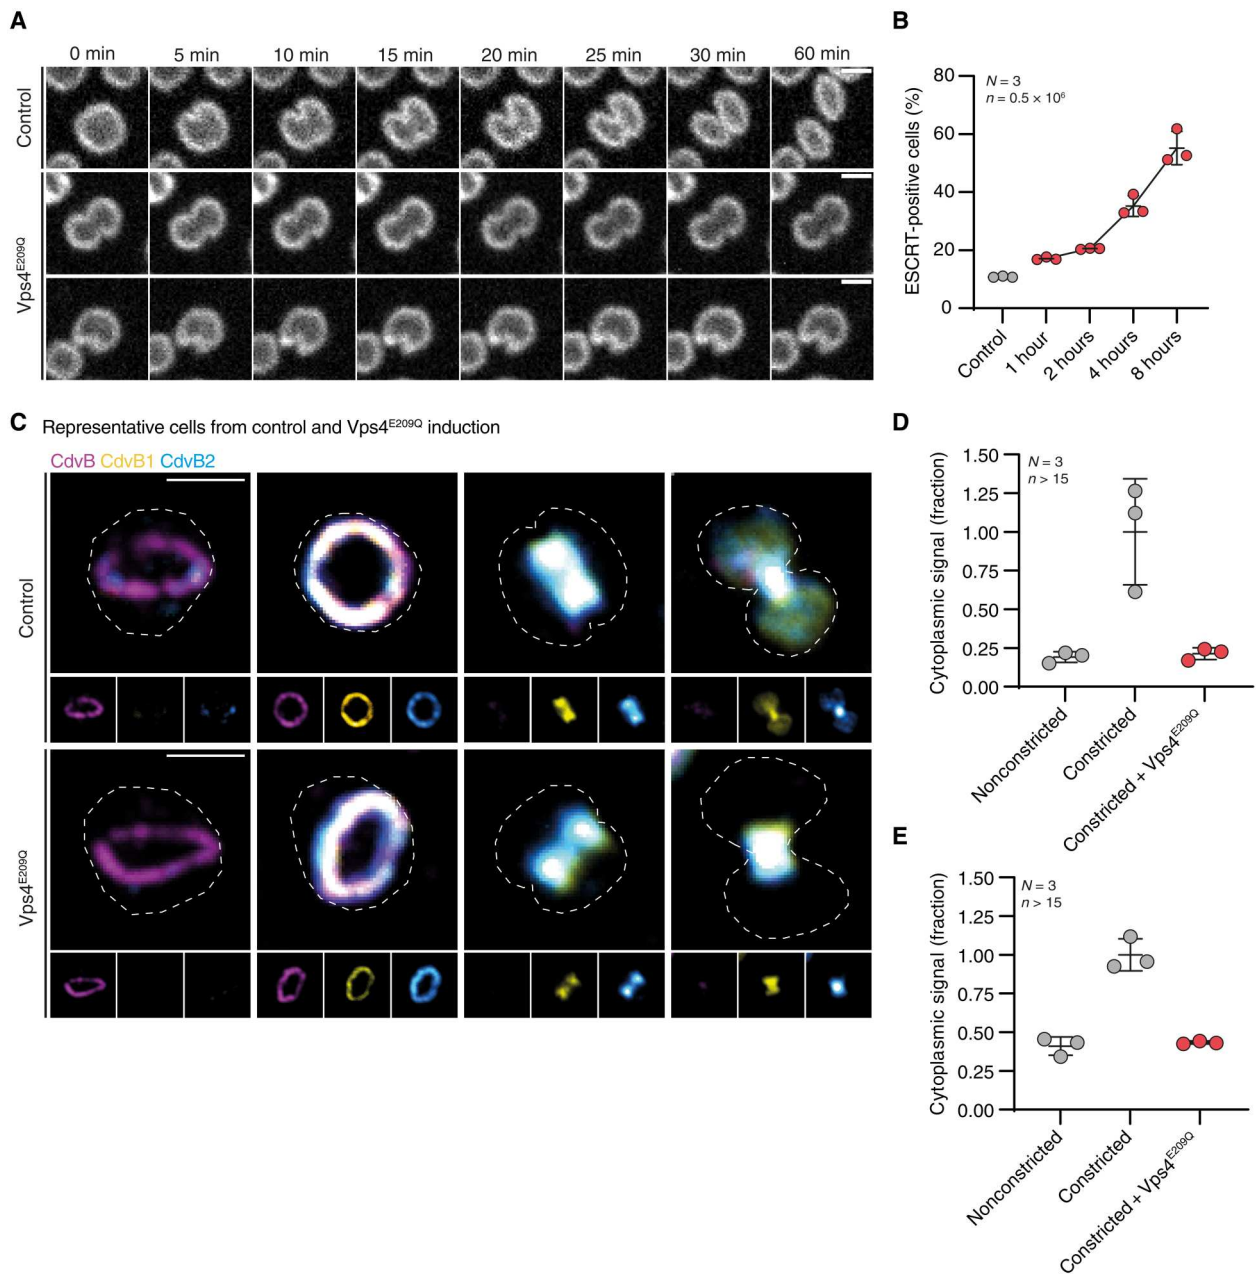 A
0 min 5 min 10 min 15 min 20 min 25 min 30 min 60 min
Control
Vps4E209Q
B
ESCRT-positive cells (%)
80
60
40
20
0
N = 3
n = 0.5 × 10⁶
Control
1 hour
2 hours
4 hours
8 hours
C
Representative cells from control and Vps4E209Q induction
CdvB CdvB1 CdvB2
Control
Vps4E209Q
D
Cytoplasmic signal (fraction)
1.50
1.25
1.00
0.75
0.50
0.25
0.00
N = 3
n > 15
Nonconstricted
Constricted
Constricted + Vps4E209Q
E
Cytoplasmic signal (fraction)
1.50
1.25
1.00
0.75
0.50
0.25
0.00
N = 3
n > 15
Nonconstricted
Constricted
Constricted + Vps4E209Q